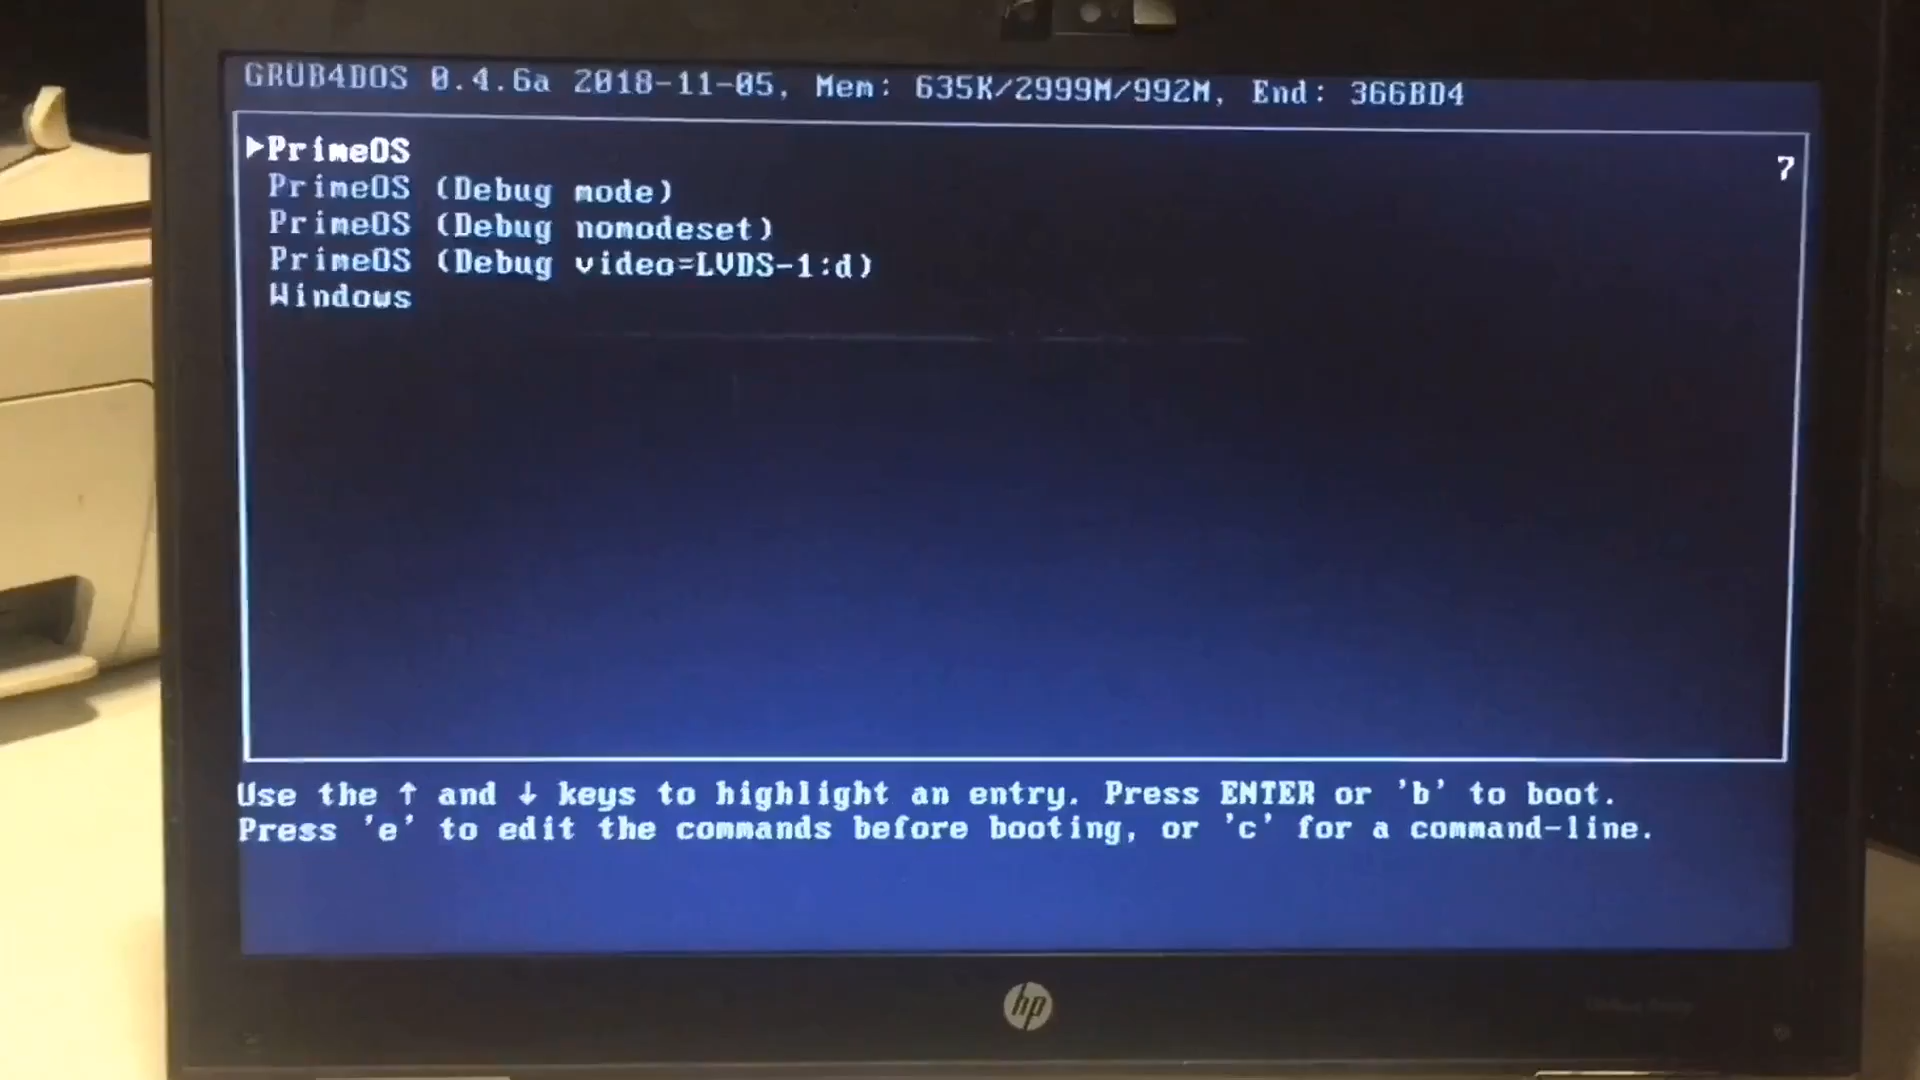 GRUB4DOS 0.4.6a 2018-11-05, Mem: 635K/2999M/992M, End: 366BD4
PrimeOS
7
PrimeOS (Debug mode)
PrimeOS (Debug nomodeset)
PrimeOS (Debug video=LVDS-1:d)
Windows
Use the ↑ and ↓ keys to highlight an entry. Press ENTER or 'b' to boot.
Press 'e' to edit the commands before booting, or 'c' for a command-line.
hp